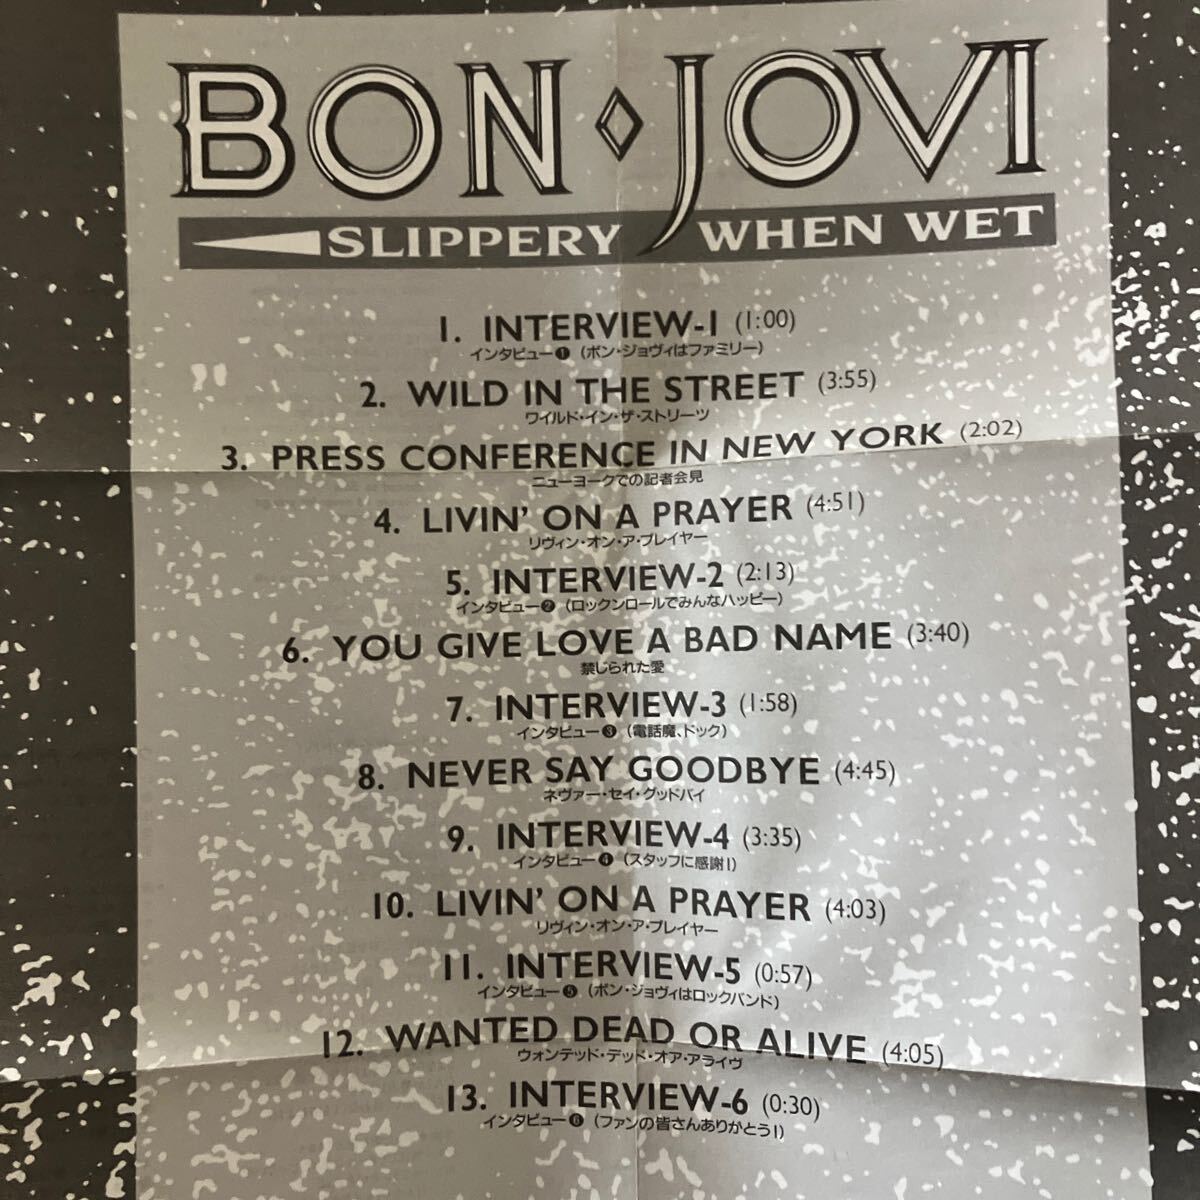 BON◇JOVI
SLIPPERY WHEN WET
1. INTERVIEW-1 (1:00)
インタビュー❶(ボン・ジョヴィはファミリー)
2. WILD IN THE STREET (3:55)
ワイルド・イン・ザ・ストリーツ
3. PRESS CONFERENCE IN NEW YORK (2:02)
ニューヨークでの記者会見
4. LIVIN' ON A PRAYER (4:51)
リヴィン・オン・ア・プレイヤー
5. INTERVIEW-2 (2:13)
インタビュー❷(ロックンロールでみんなハッピー)
6. YOU GIVE LOVE A BAD NAME (3:40)
禁じられた愛
7. INTERVIEW-3 (1:58)
インタビュー❸(電話魔、ドック)
8. NEVER SAY GOODBYE (4:45)
ネヴァー・セイ・グッドバイ
9. INTERVIEW-4 (3:35)
インタビュー❹(スタッフに感謝!)
10. LIVIN' ON A PRAYER (4:03)
リヴィン・オン・ア・プレイヤー
11. INTERVIEW-5 (0:57)
インタビュー❺(ボン・ジョヴィはロックバンド)
12. WANTED DEAD OR ALIVE (4:05)
ウォンテッド・デッド・オア・アライヴ
13. INTERVIEW-6 (0:30)
インタビュー❻(ファンの皆さんありがとう!)